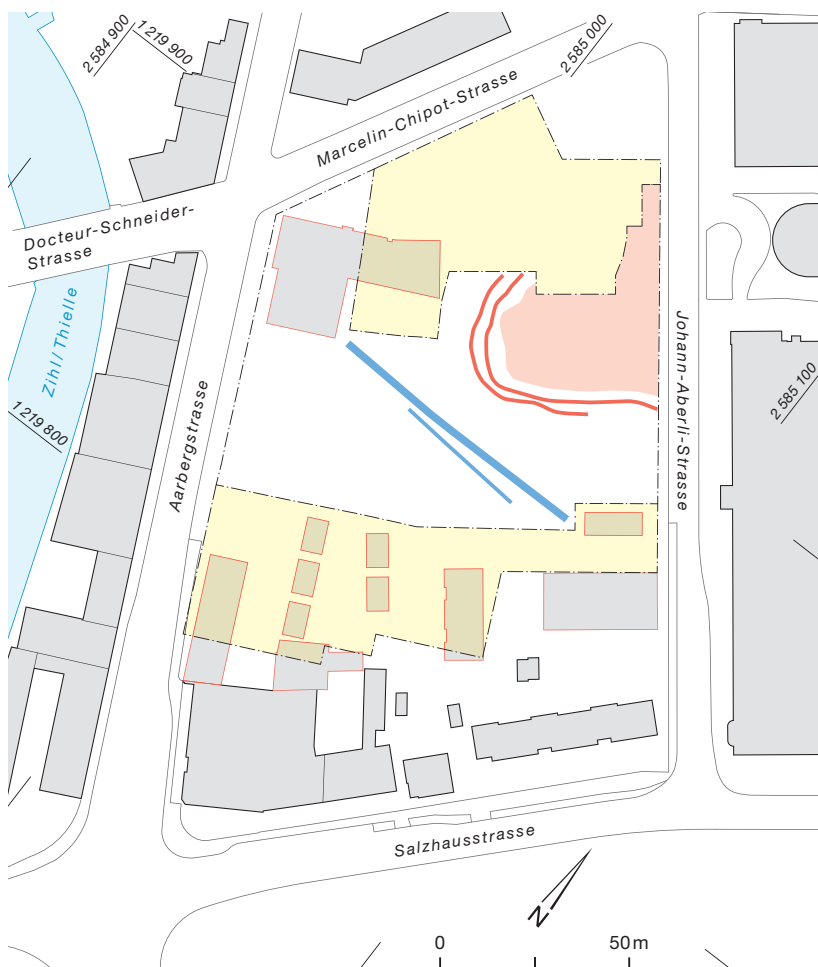 2 584 900
1 219 900
2 585 000
Marcelin-Chipot-Strasse
Docteur-Schneider-
Strasse
Zihl/Thielle
Johann-Aberli-Strasse
2 585 100
1 219 800
Aarbergstrasse
Salzhausstrasse
N
0
50m